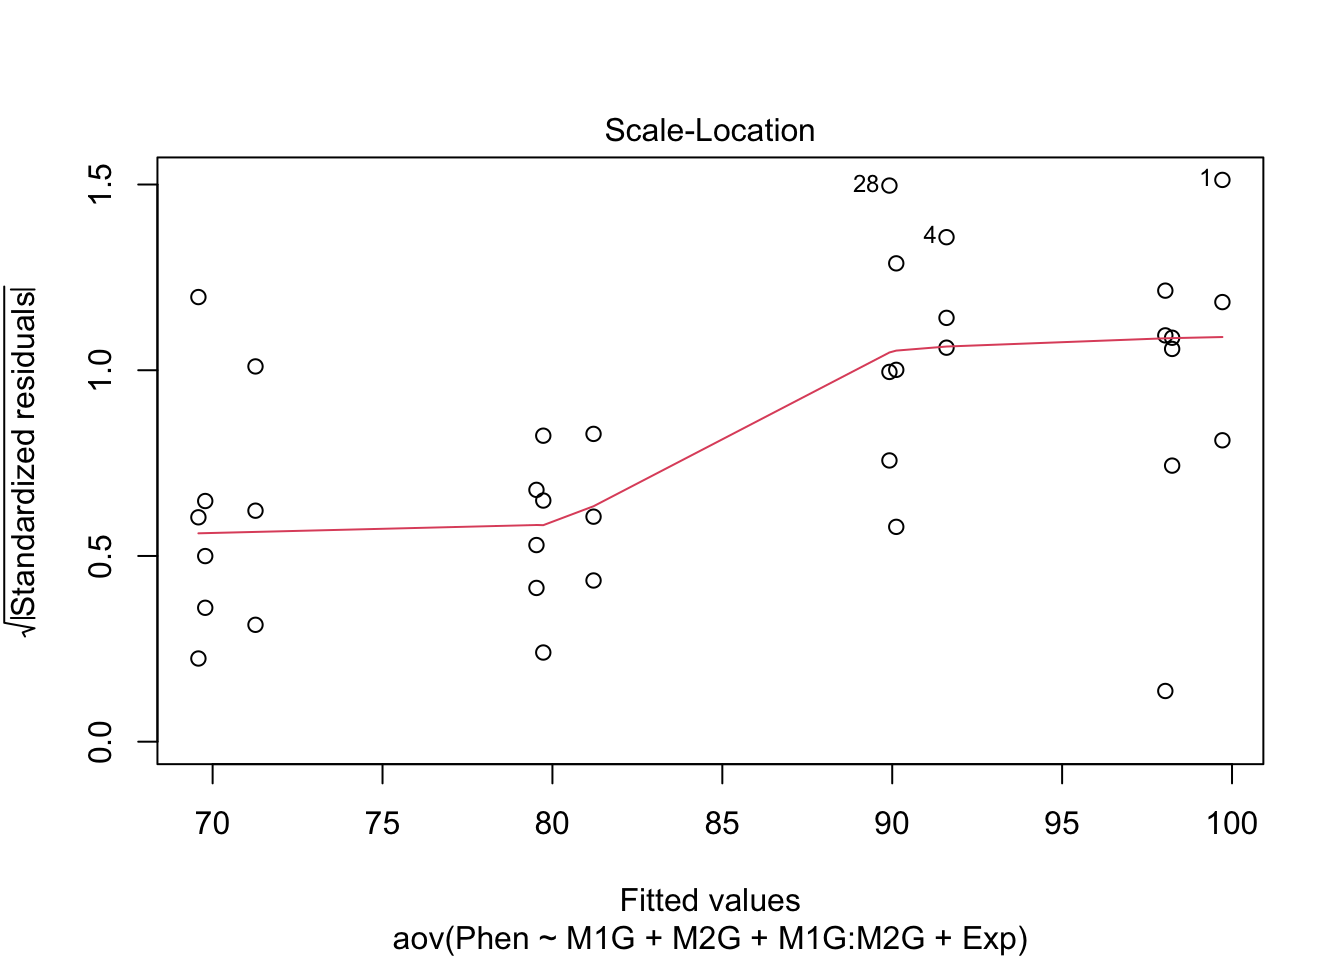 Scale-Location
√|Standardized residuals|
1.5
1.0
0.5
0.0
28
4
1
70 75 80 85 90 95 100
Fitted values
aov(Phen ~ M1G + M2G + M1G:M2G + Exp)